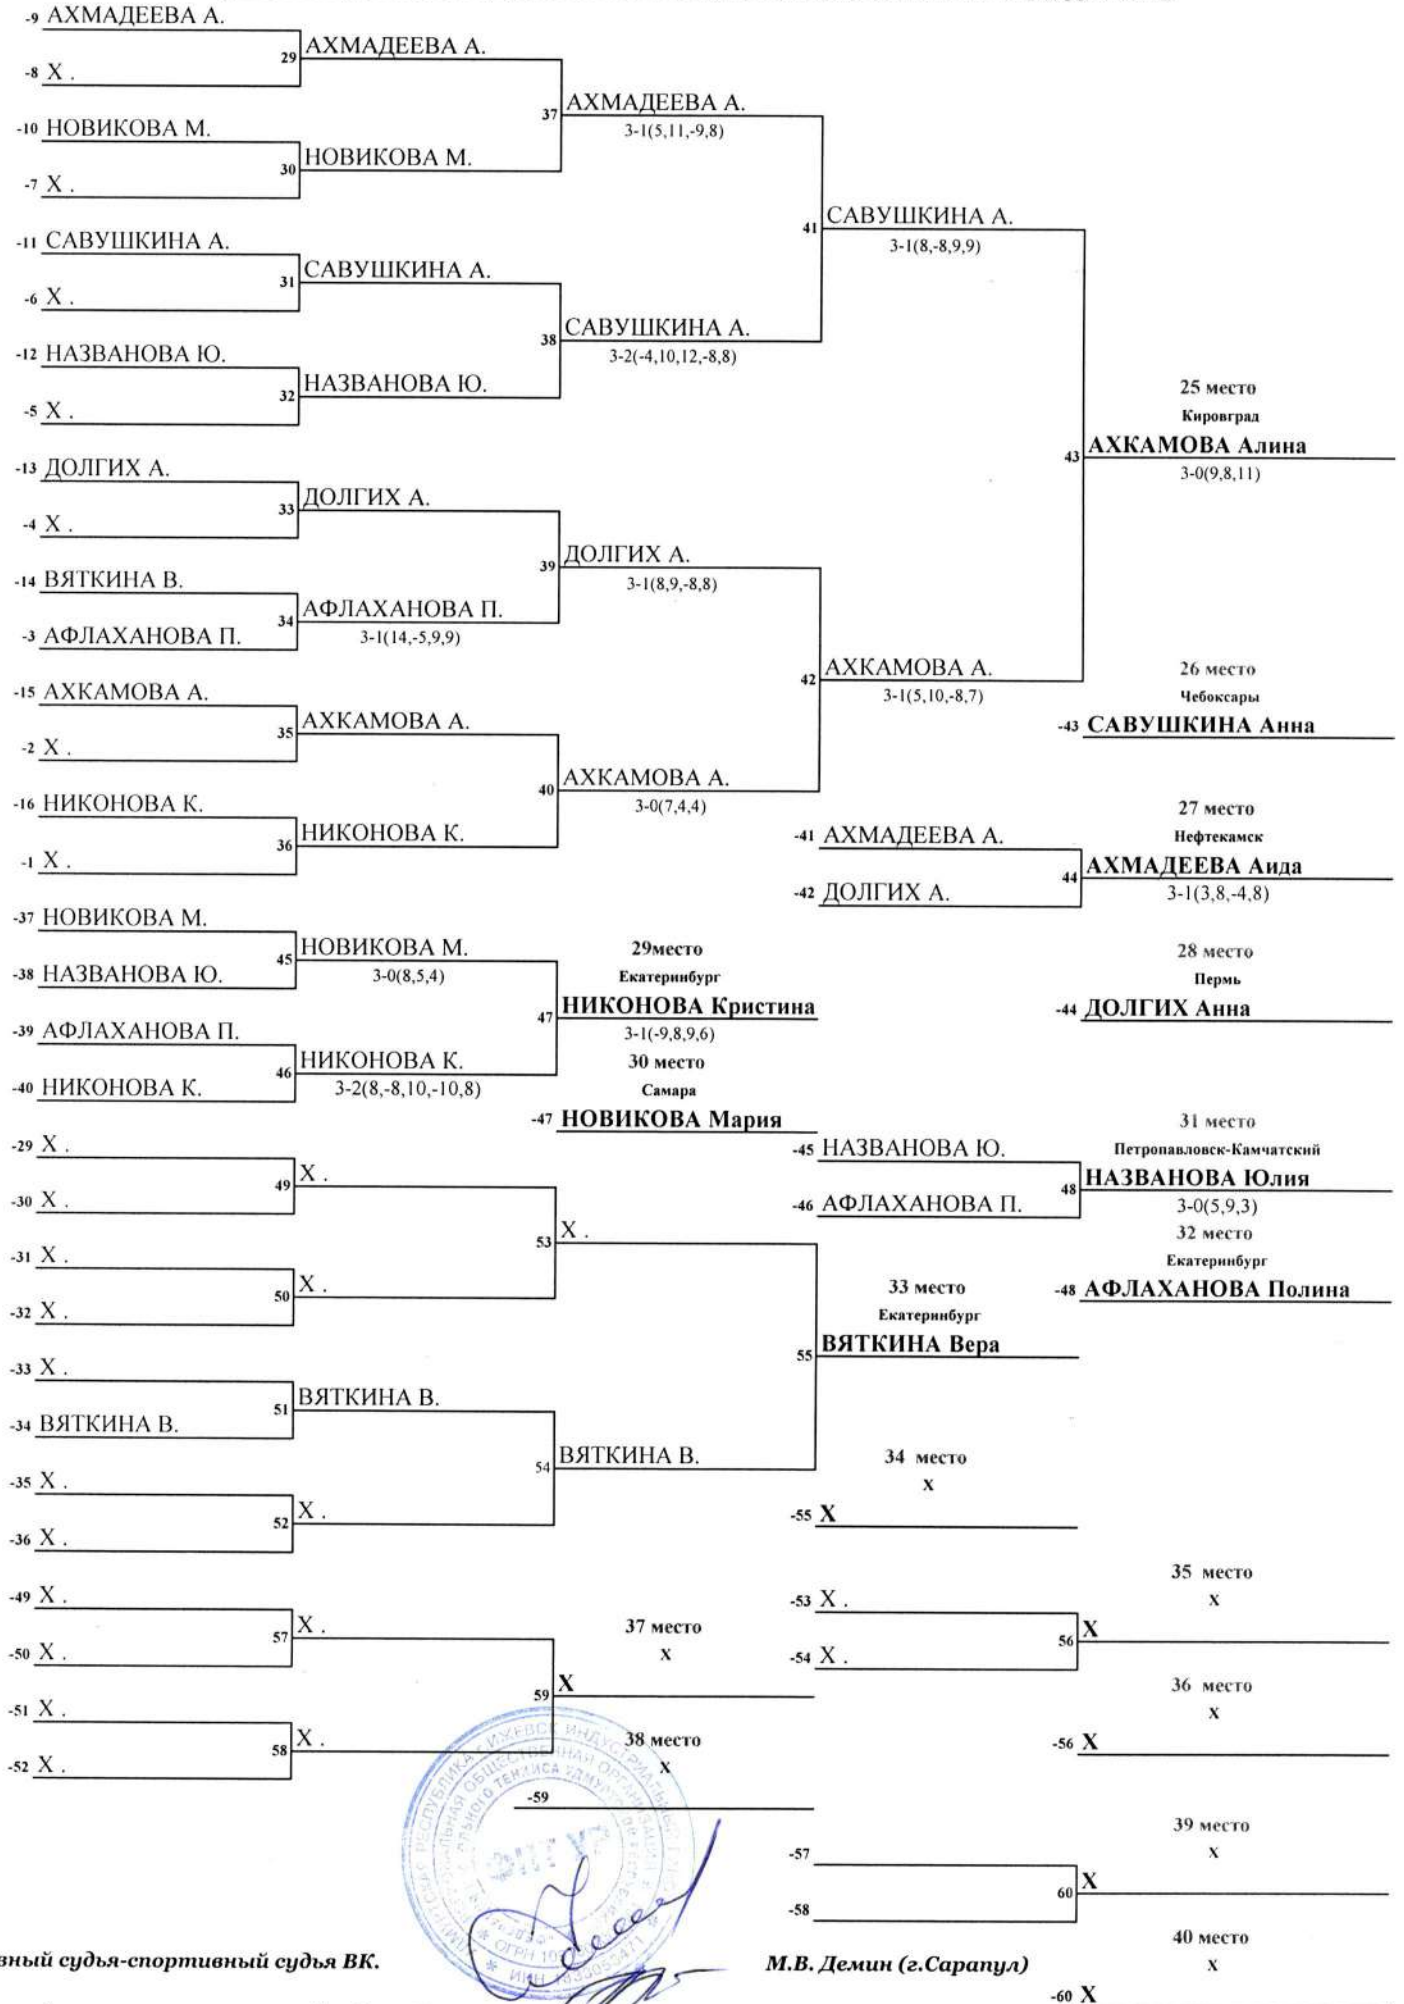 -9 АХМАДЕЕВА А.
29 АХМАДЕЕВА А.
-8 Х .
37 АХМАДЕЕВА А.
3-1(5,11,-9,8)
-10 НОВИКОВА М.
30 НОВИКОВА М.
-7 Х .
41 САВУШКИНА А.
3-1(8,-8,9,9)
-11 САВУШКИНА А.
31 САВУШКИНА А.
-6 Х .
38 САВУШКИНА А.
3-2(-4,10,12,-8,8)
-12 НАЗВАНОВА Ю.
32 НАЗВАНОВА Ю.
-5 Х .
25 место
Кировград
43 АХКАМОВА Алина
3-0(9,8,11)
-13 ДОЛГИХ А.
33 ДОЛГИХ А.
-4 Х .
39 ДОЛГИХ А.
3-1(8,9,-8,8)
-14 ВЯТКИНА В.
34 АФЛАХАНОВА П.
3-1(14,-5,9,9)
-3 АФЛАХАНОВА П.
42 АХКАМОВА А.
3-1(5,10,-8,7)
26 место
Чебоксары
-43 САВУШКИНА Анна
-15 АХКАМОВА А.
35 АХКАМОВА А.
-2 Х .
40 АХКАМОВА А.
3-0(7,4,4)
-16 НИКОНОВА К.
36 НИКОНОВА К.
-1 Х .
27 место
Нефтекамск
-41 АХМАДЕЕВА А.
44 АХМАДЕЕВА Аида
3-1(3,8,-4,8)
-42 ДОЛГИХ А.
28 место
Пермь
-44 ДОЛГИХ Анна
-37 НОВИКОВА М.
45 НОВИКОВА М.
3-0(8,5,4)
-38 НАЗВАНОВА Ю.
29место
Екатеринбург
47 НИКОНОВА Кристина
3-1(-9,8,9,6)
-39 АФЛАХАНОВА П.
46 НИКОНОВА К.
3-2(8,-8,10,-10,8)
-40 НИКОНОВА К.
30 место
Самара
-47 НОВИКОВА Мария
31 место
Петропавловск-Камчатский
-45 НАЗВАНОВА Ю.
48 НАЗВАНОВА Юлия
3-0(5,9,3)
-46 АФЛАХАНОВА П.
32 место
Екатеринбург
-48 АФЛАХАНОВА Полина
-29 Х .
49 Х .
-30 Х .
53 Х .
-31 Х .
50 Х .
-32 Х .
33 место
Екатеринбург
55 ВЯТКИНА Вера
-33 Х .
51 ВЯТКИНА В.
-34 ВЯТКИНА В.
54 ВЯТКИНА В.
-35 Х .
52 Х .
-36 Х .
34 место
Х
-55 Х
-49 Х .
57 Х .
-50 Х .
37 место
Х
59 Х
-51 Х .
58 Х .
-52 Х .
38 место
Х
-59
35 место
Х
-53 Х .
56 Х
-54 Х .
36 место
Х
-56 Х
39 место
Х
-57
60 Х
-58
40 место
Х
-60 Х
вный судья-спортивный судья ВК.
М.В. Демин (г.Сарапул)